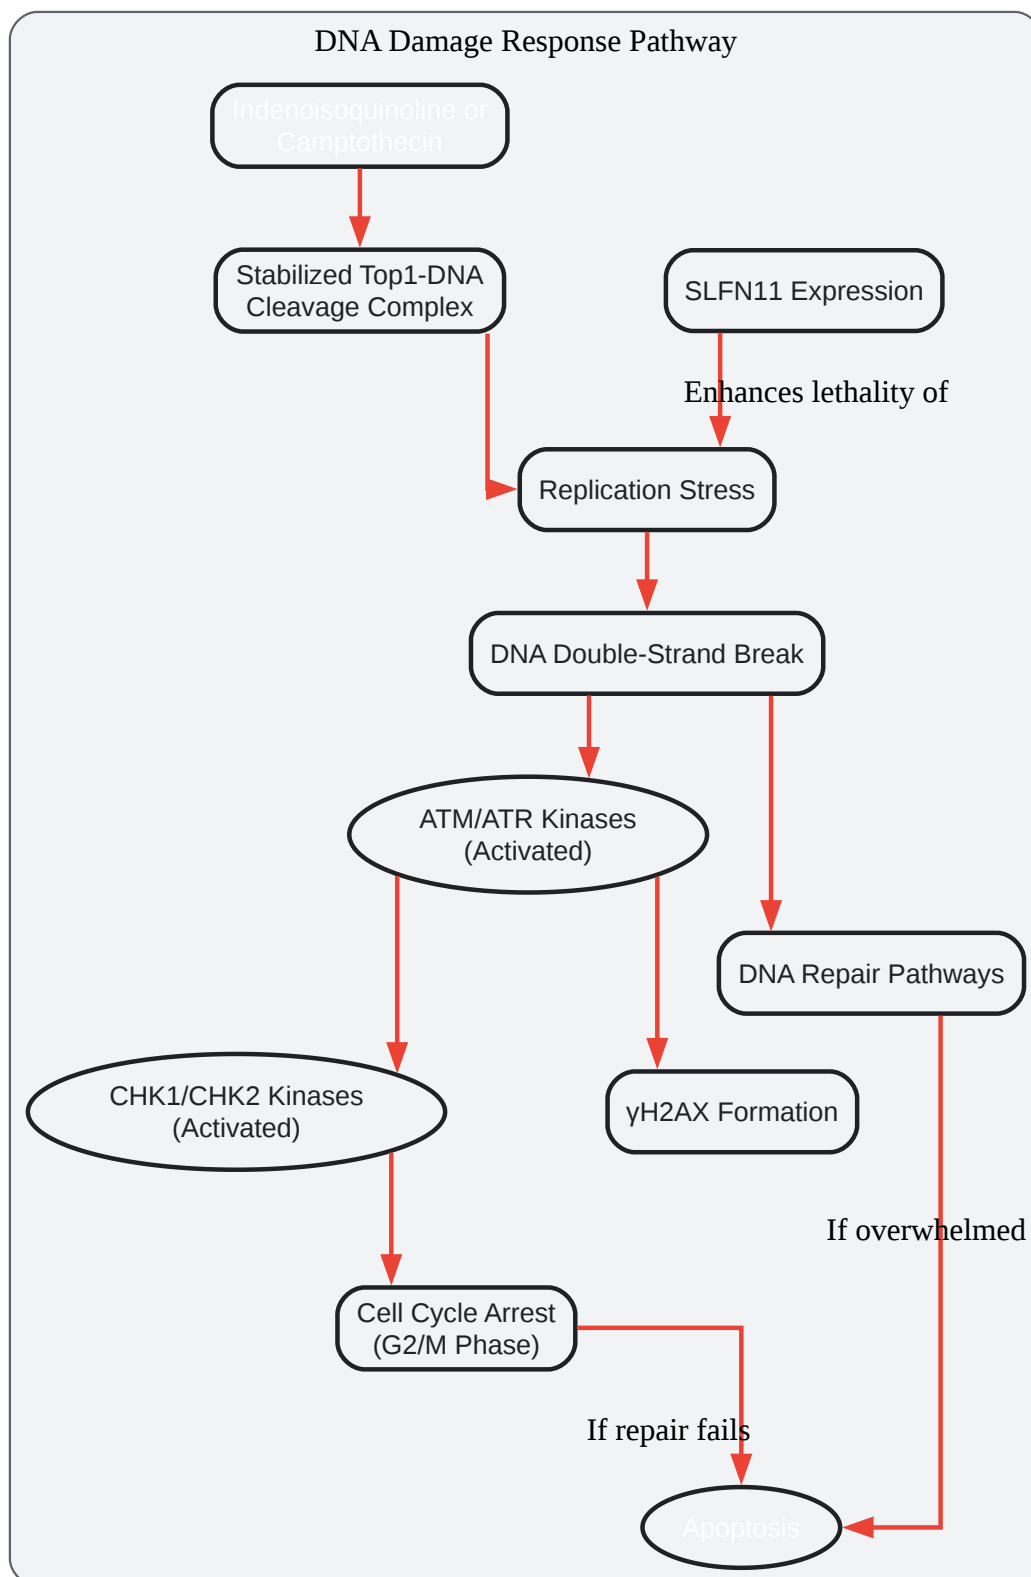 DNA Damage Response Pathway
Indenoisoquinoline or
Camptothecin
Stabilized Top1-DNA
Cleavage Complex
SLFN11 Expression
Enhances lethality of
Replication Stress
DNA Double-Strand Break
ATM/ATR Kinases
(Activated)
DNA Repair Pathways
CHK1/CHK2 Kinases
(Activated)
γH2AX Formation
If overwhelmed
Cell Cycle Arrest
(G2/M Phase)
If repair fails
Apoptosis